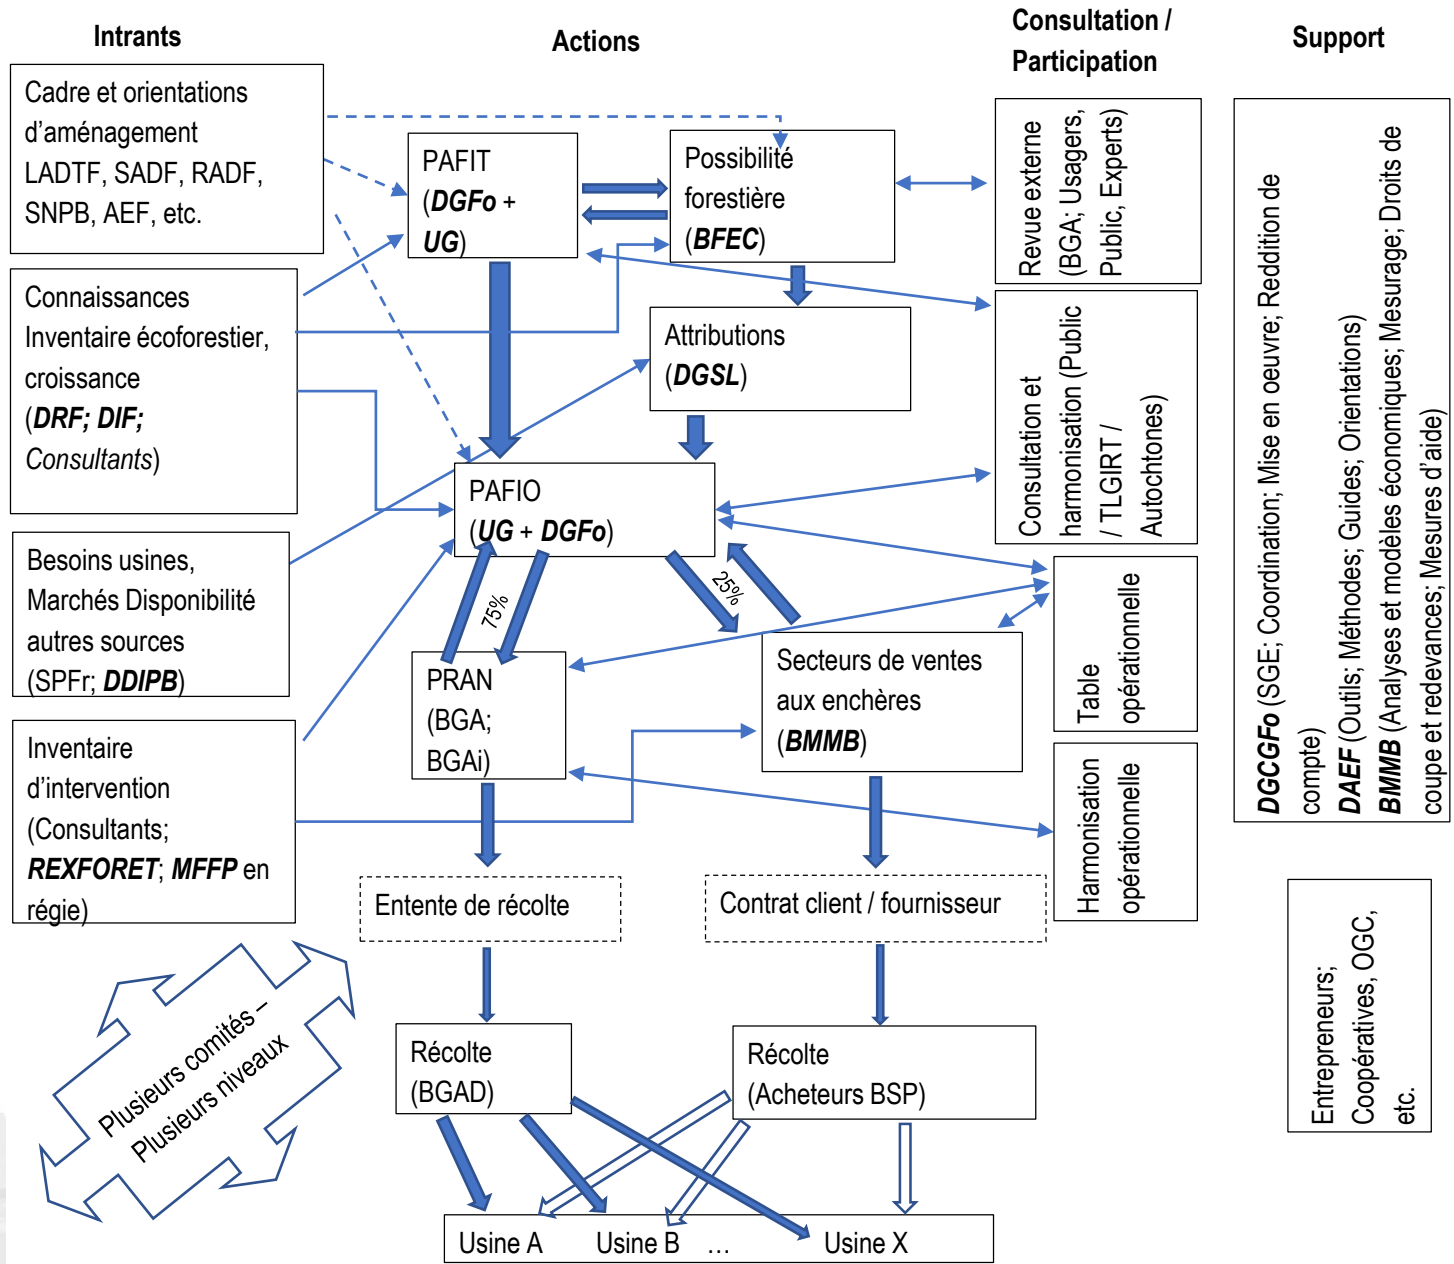 Intrants
Actions
Consultation /
Participation
Support
Cadre et orientations
d’aménagement
LADTF, SADF, RADF,
SNPB, AEF, etc.
Connaissances
Inventaire écoforestier,
croissance
(DRF; DIF;
Consultants)
Besoins usines,
Marchés Disponibilité
autres sources
(SPFr; DDIPB)
Inventaire
d’intervention
(Consultants;
REXFORET; MFFP en
régie)
Plusieurs comités –
Plusieurs niveaux
PAFIT
(DGFo +
UG)
Possibilité
forestière
(BFEC)
Attributions
(DGSL)
PAFIO
(UG + DGFo)
75%
25%
PRAN
(BGA;
BGAi)
Secteurs de ventes
aux enchères
(BMMB)
Entente de récolte
Contrat client / fournisseur
Récolte
(BGAD)
Récolte
(Acheteurs BSP)
Usine A Usine B … Usine X
Revue externe
(BGA; Usagers,
Public, Experts)
Consultation et
harmonisation (Public
/ TLGIRT /
Autochtones)
Table
opérationnelle
Harmonisation
opérationnelle
DGCGFo (SGE; Coordination; Mise en oeuvre; Reddition de
compte)
DAEF (Outils; Méthodes; Guides; Orientations)
BMMB (Analyses et modèles économiques; Mesurage; Droits de
coupe et redevances; Mesures d’aide)
Entrepreneurs;
Coopératives, OGC,
etc.